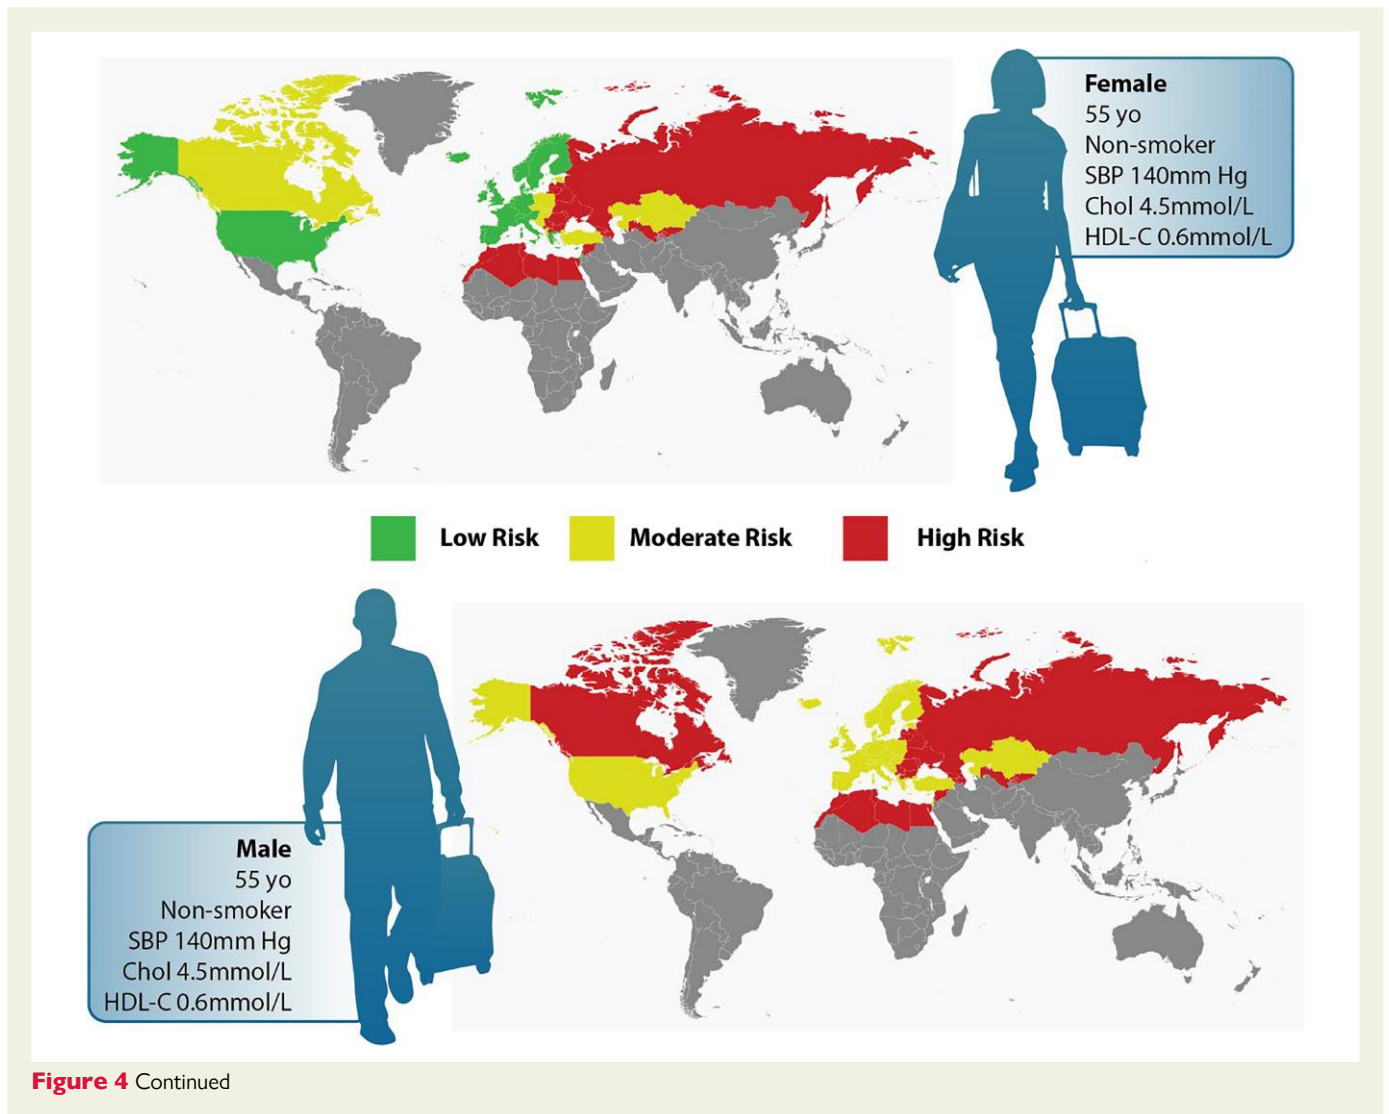 Female
55 yo
Non-smoker
SBP 140mm Hg
Chol 4.5mmol/L
HDL-C 0.6mmol/L
Low Risk
Moderate Risk
High Risk
Male
55 yo
Non-smoker
SBP 140mm Hg
Chol 4.5mmol/L
HDL-C 0.6mmol/L
Figure 4 Continued